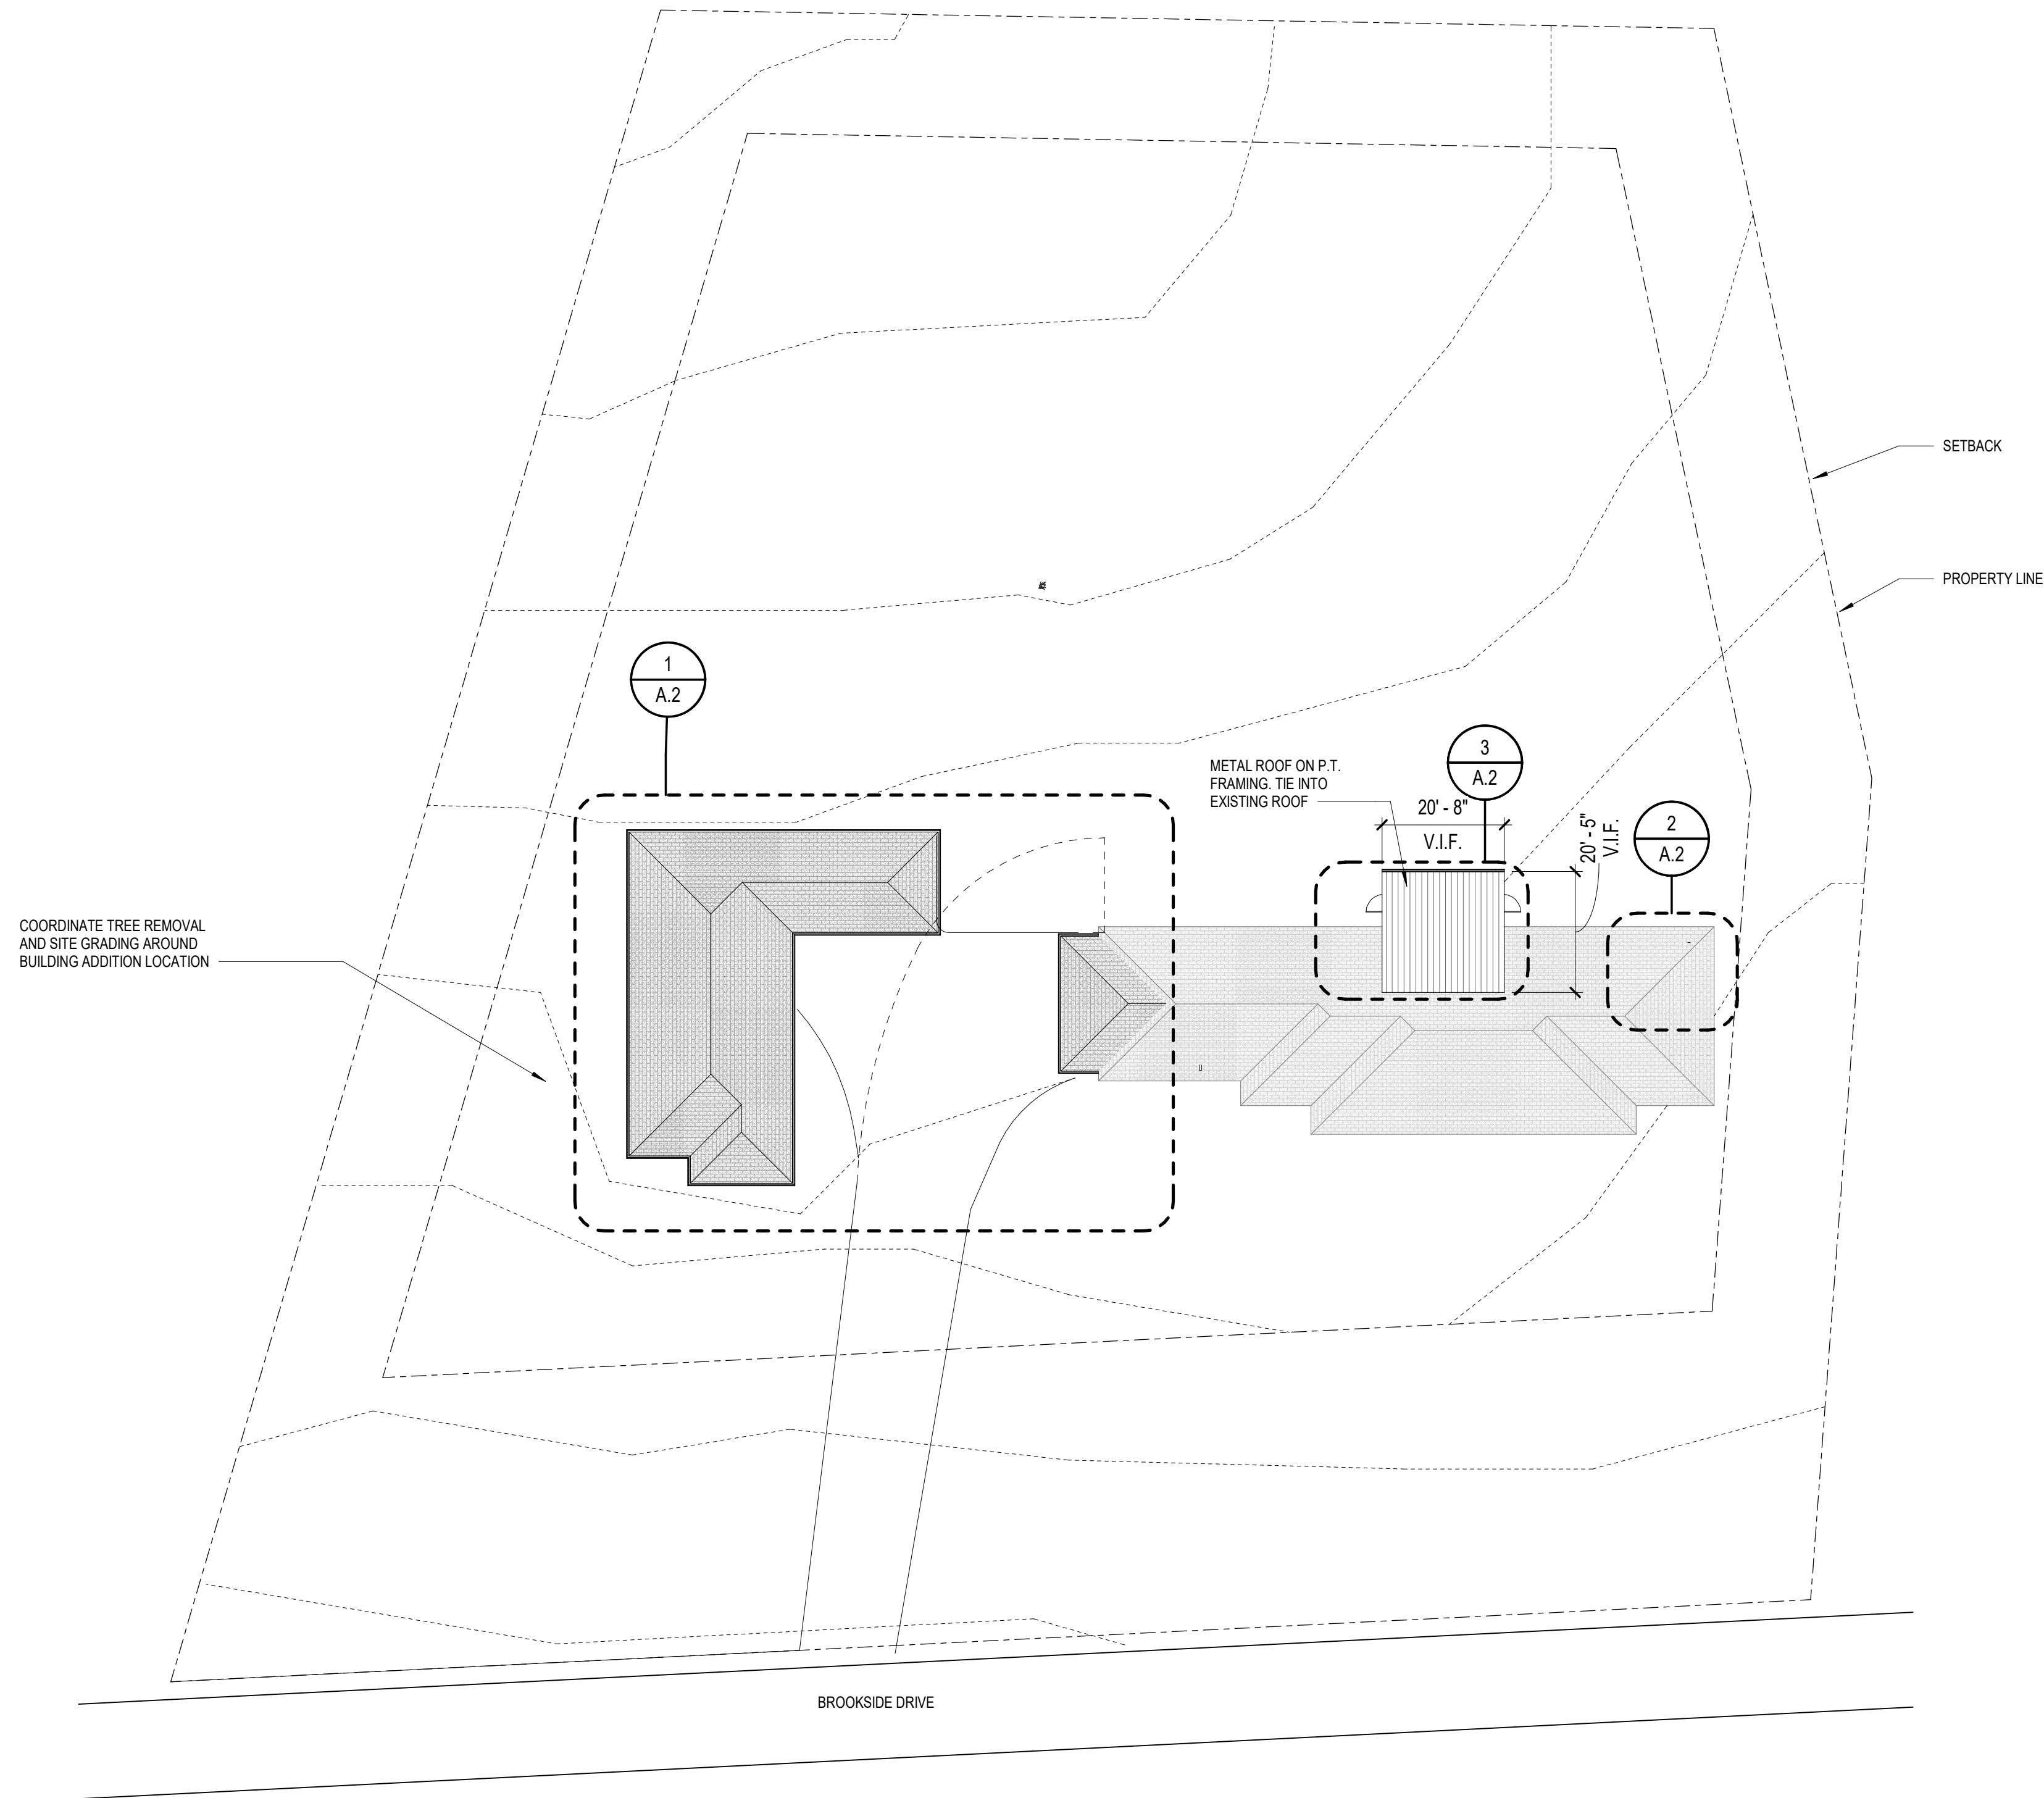 SETBACK
PROPERTY LINE
1
A.2
3
A.2
METAL ROOF ON P.T.
FRAMING. TIE INTO
EXISTING ROOF
20' - 8"
V.I.F.
20' - 5"
V.I.F.
2
A.2
COORDINATE TREE REMOVAL
AND SITE GRADING AROUND
BUILDING ADDITION LOCATION
BROOKSIDE DRIVE